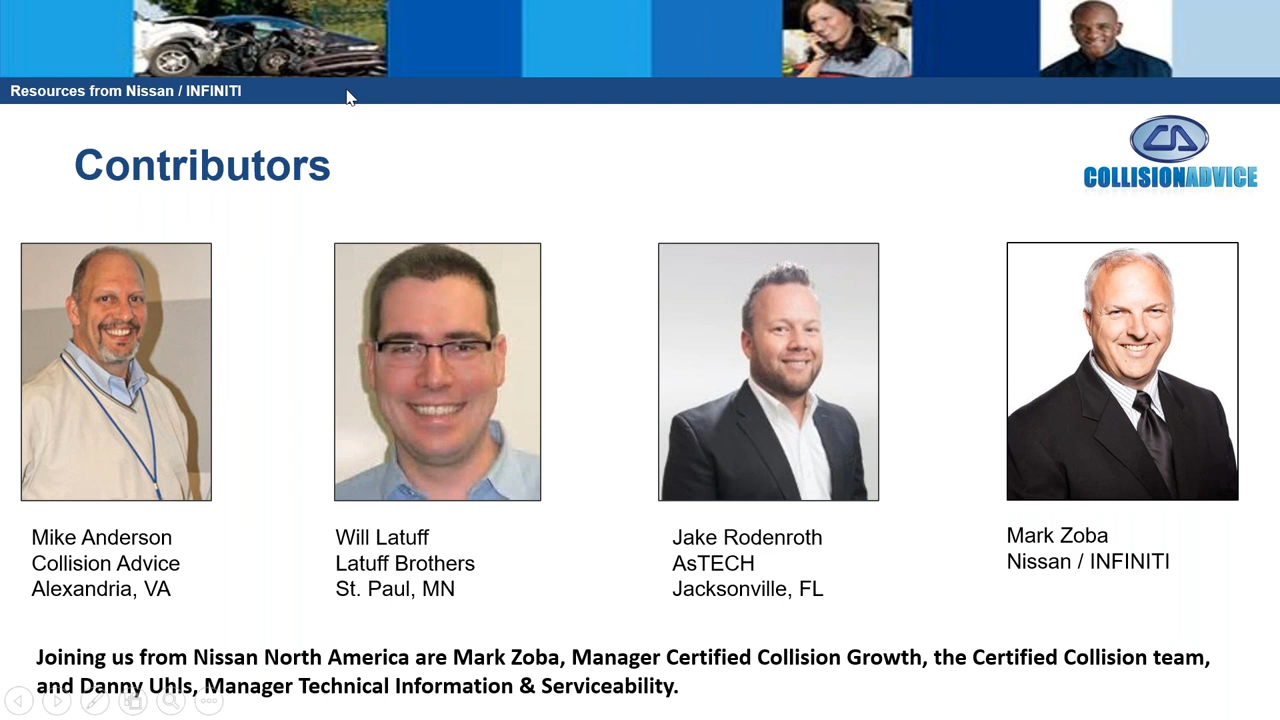 Resources from Nissan / INFINITI
Contributors
COLLISIONADVICE
Mike Anderson
Collision Advice
Alexandria, VA
Will Latuff
Latuff Brothers
St. Paul, MN
Jake Rodenroth
AsTECH
Jacksonville, FL
Mark Zoba
Nissan / INFINITI
Joining us from Nissan North America are Mark Zoba, Manager Certified Collision Growth, the Certified Collision team,
and Danny Uhls, Manager Technical Information & Serviceability.